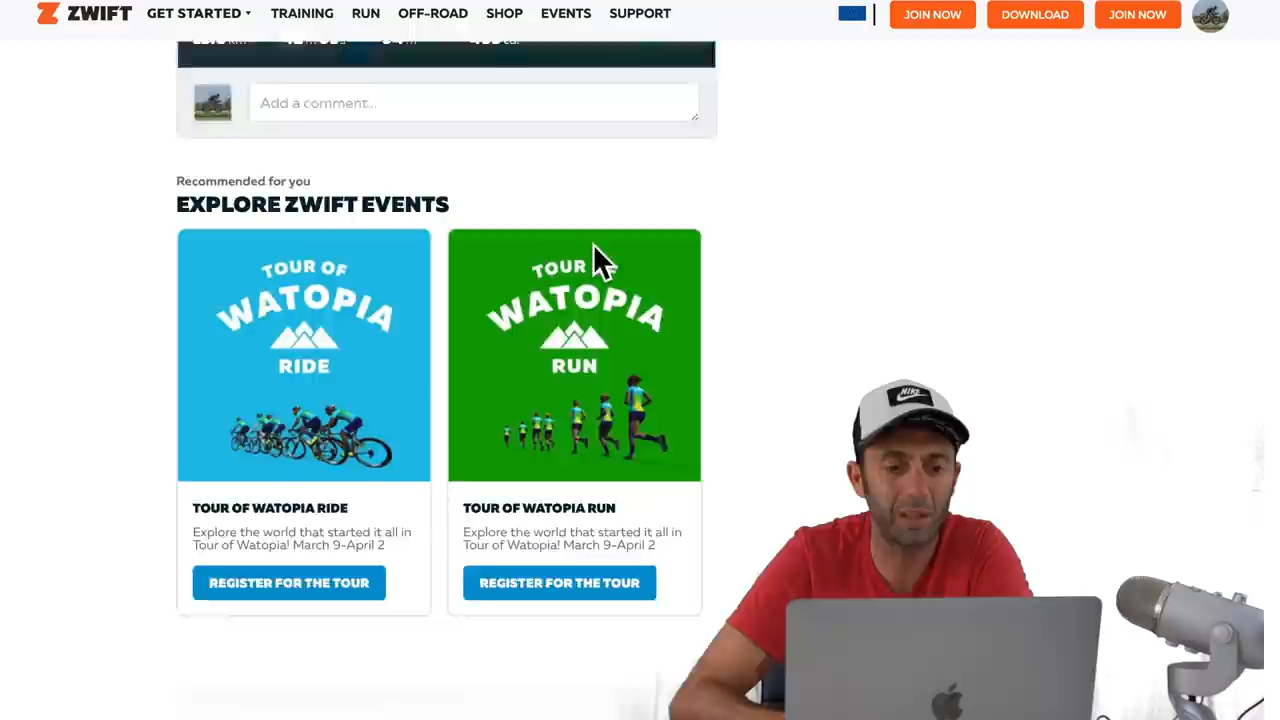 ZWIFT GET STARTED TRAINING RUN OFF-ROAD SHOP EVENTS SUPPORT JOIN NOW DOWNLOAD JOIN NOW
Add a comment...
Recommended for you
EXPLORE ZWIFT EVENTS
TOUR OF
WATOPIA
RIDE
TOUR
WATOPIA
RUN
TOUR OF WATOPIA RIDE
Explore the world that started it all in
Tour of Watopia! March 9-April 2
REGISTER FOR THE TOUR
TOUR OF WATOPIA RUN
Explore the world that started it all in
Tour of Watopia! March 9-April 2
REGISTER FOR THE TOUR
NIKE